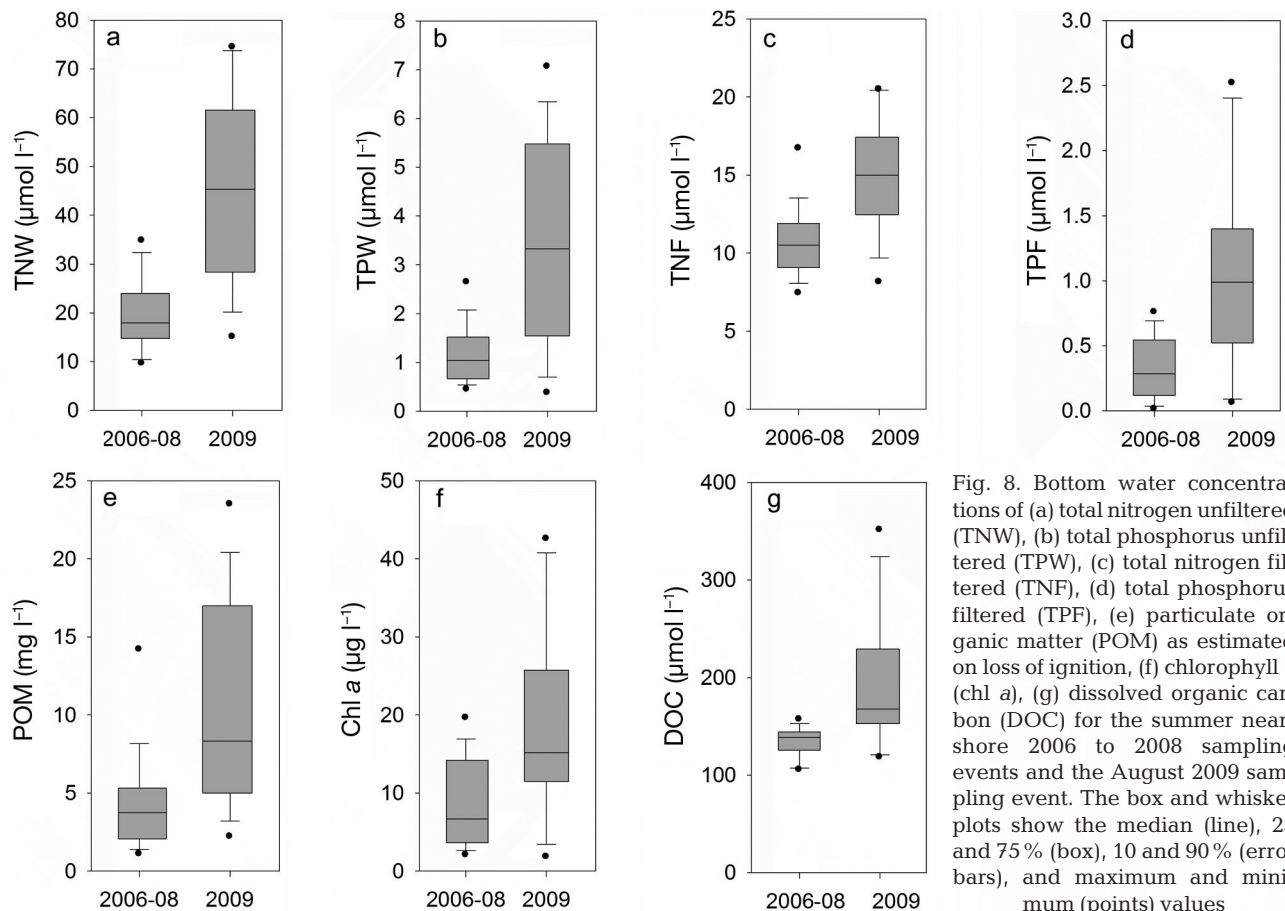 a
TNW (µmol l⁻¹)
80
70
60
50
40
30
20
10
0
2006-08 2009
b
TPW (µmol l⁻¹)
8
7
6
5
4
3
2
1
0
2006-08 2009
c
TNF (µmol l⁻¹)
25
20
15
10
5
0
2006-08 2009
d
TPF (µmol l⁻¹)
3.0
2.5
2.0
1.5
1.0
0.5
0.0
2006-08 2009
e
POM (mg l⁻¹)
25
20
15
10
5
0
2006-08 2009
f
Chl a (µg l⁻¹)
50
40
30
20
10
0
2006-08 2009
g
DOC (µmol l⁻¹)
400
300
200
100
0
2006-08 2009
Fig. 8. Bottom water concentra
tions of (a) total nitrogen unfiltered
(TNW), (b) total phosphorus unfil
tered (TPW), (c) total nitrogen fil
tered (TNF), (d) total phosphoru
filtered (TPF), (e) particulate or
ganic matter (POM) as estimated
on loss of ignition, (f) chlorophyll
(chl a), (g) dissolved organic car
bon (DOC) for the summer near
shore 2006 to 2008 sampling
events and the August 2009 sam
pling event. The box and whiske
plots show the median (line), 2
and 75% (box), 10 and 90% (erro
bars), and maximum and mini
mum (points) values